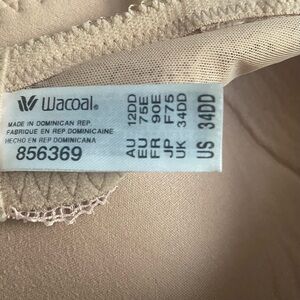 Wacoal®
MADE IN DOMINICAN REP.
FABRIQUE EN REP. DOMINICAINE
HECHO EN REP. DOMINICANA
856369
AU 12DD
EU 75E
FR 90E
JP F75
UK 34DD
US 34DD